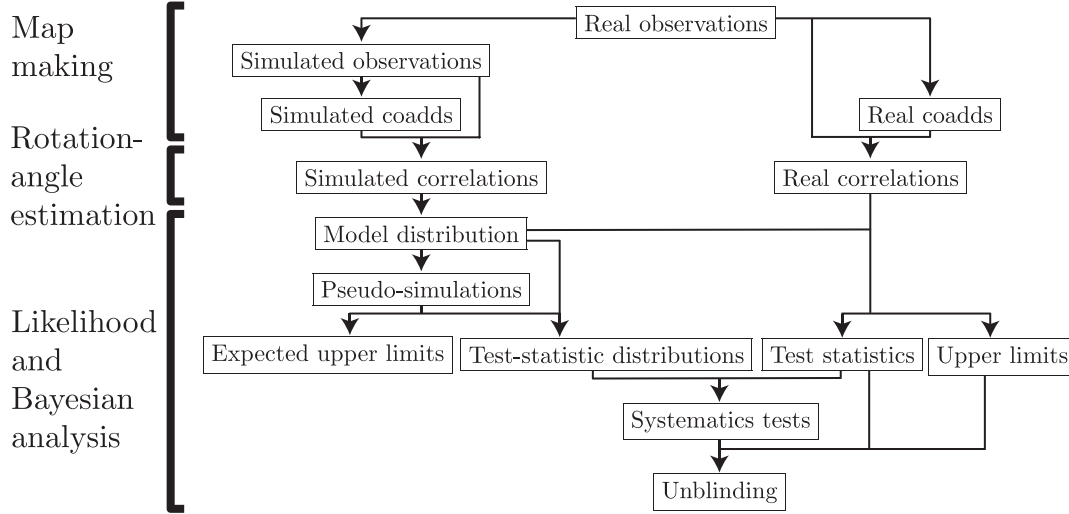 Map
making
Rotation-
angle
estimation
Likelihood
and
Bayesian
analysis
Real observations
Simulated observations
Simulated coadds
Real coadds
Simulated correlations
Real correlations
Model distribution
Pseudo-simulations
Expected upper limits
Test-statistic distributions
Test statistics
Upper limits
Systematics tests
Unblinding